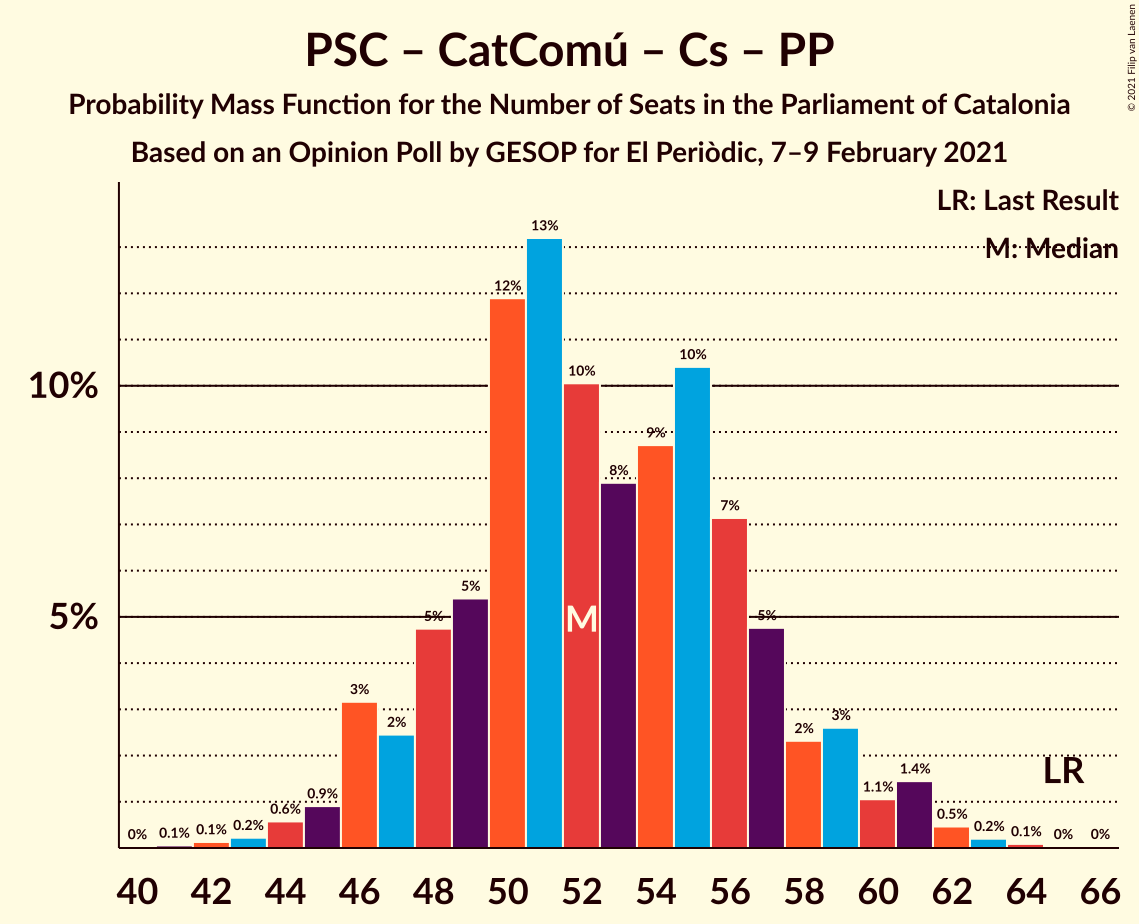 PSC – CatComú – Cs – PP
Probability Mass Function for the Number of Seats in the Parliament of Catalonia
Based on an Opinion Poll by GESOP for El Periòdic, 7–9 February 2021
© 2021 Filip van Laenen
LR: Last Result
M: Median
10%
5%
0% 0.1% 0.1% 0.2% 0.6% 0.9% 3% 2% 5% 5% 12% 13% 10% 8% 9% 10% 7% 5% 2% 3% 1.1% 1.4% 0.5% 0.2% 0.1% 0% 0%
M
LR
40 42 44 46 48 50 52 54 56 58 60 62 64 66